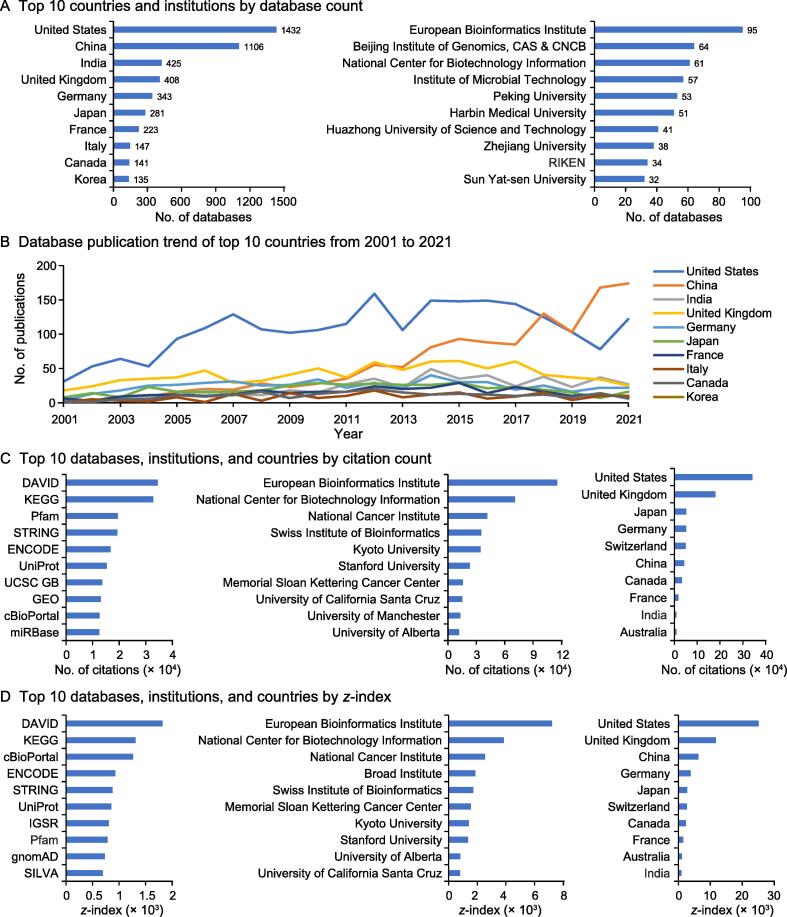 A Top 10 countries and institutions by database count
United States 1432
China 1106
India 425
United Kingdom 408
Germany 343
Japan 281
France 223
Italy 147
Canada 141
Korea 135
0 300 600 900 1200 1500
No. of databases
European Bioinformatics Institute 95
Beijing Institute of Genomics, CAS & CNCB 64
National Center for Biotechnology Information 61
Institute of Microbial Technology 57
Peking University 53
Harbin Medical University 51
Huazhong University of Science and Technology 41
Zhejiang University 38
RIKEN 34
Sun Yat-sen University 32
0 20 40 60 80 100
No. of databases
B Database publication trend of top 10 countries from 2001 to 2021
No. of publications
200
150
100
50
0
2001 2003 2005 2007 2009 2011 2013 2015 2017 2019 2021
Year
United States
China
India
United Kingdom
Germany
Japan
France
Italy
Canada
Korea
C Top 10 databases, institutions, and countries by citation count
DAVID
KEGG
Pfam
STRING
ENCODE
UniProt
UCSC GB
GEO
cBioPortal
miRBase
0 1 2 3 4
No. of citations (× 10⁴)
European Bioinformatics Institute
National Center for Biotechnology Information
National Cancer Institute
Swiss Institute of Bioinformatics
Kyoto University
Stanford University
Memorial Sloan Kettering Cancer Center
University of California Santa Cruz
University of Manchester
University of Alberta
0 3 6 9 12
No. of citations (× 10⁴)
United States
United Kingdom
Japan
Germany
Switzerland
China
Canada
France
India
Australia
0 10 20 30 40
No. of citations (× 10⁴)
D Top 10 databases, institutions, and countries by z-index
DAVID
KEGG
cBioPortal
ENCODE
STRING
UniProt
IGSR
Pfam
gnomAD
SILVA
0 0.5 1 1.5 2
z-index (× 10³)
European Bioinformatics Institute
National Center for Biotechnology Information
National Cancer Institute
Broad Institute
Swiss Institute of Bioinformatics
Memorial Sloan Kettering Cancer Center
Kyoto University
Stanford University
University of Alberta
University of California Santa Cruz
0 2 4 6 8
z-index (× 10³)
United States
United Kingdom
China
Germany
Japan
Switzerland
Canada
France
Australia
India
0 10 20 30
z-index (× 10³)